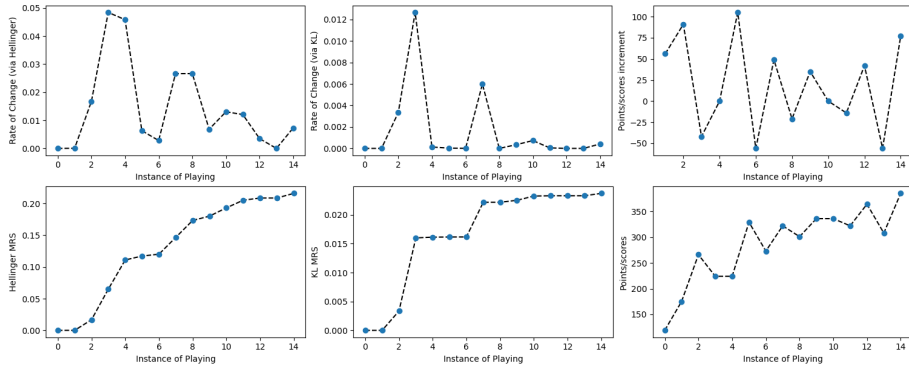 Rate of Change (via Hellinger)
0.05
0.04
0.03
0.02
0.01
0.00
0 2 4 6 8 10 12 14
Instance of Playing
Rate of Change (via KL)
0.012
0.010
0.008
0.006
0.004
0.002
0.000
0 2 4 6 8 10 12 14
Instance of Playing
Points/scores increment
100
75
50
25
0
−25
−50
2 4 6 8 10 12 14
Instance of Playing
Hellinger MRS
0.20
0.15
0.10
0.05
0.00
0 2 4 6 8 10 12 14
Instance of Playing
KL MRS
0.020
0.015
0.010
0.005
0.000
0 2 4 6 8 10 12 14
Instance of Playing
Points/scores
350
300
250
200
150
0 2 4 6 8 10 12 14
Instance of Playing